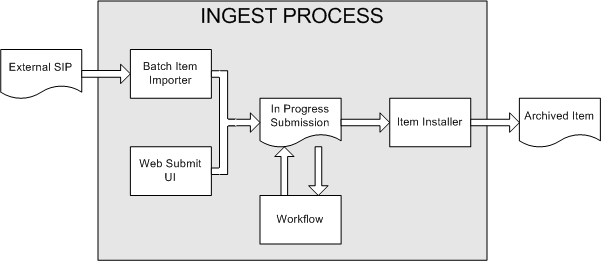 INGEST PROCESS
External SIP
Batch Item
Importer
In Progress
Submission
Item Installer
Archived Item
Web Submit
UI
Workflow